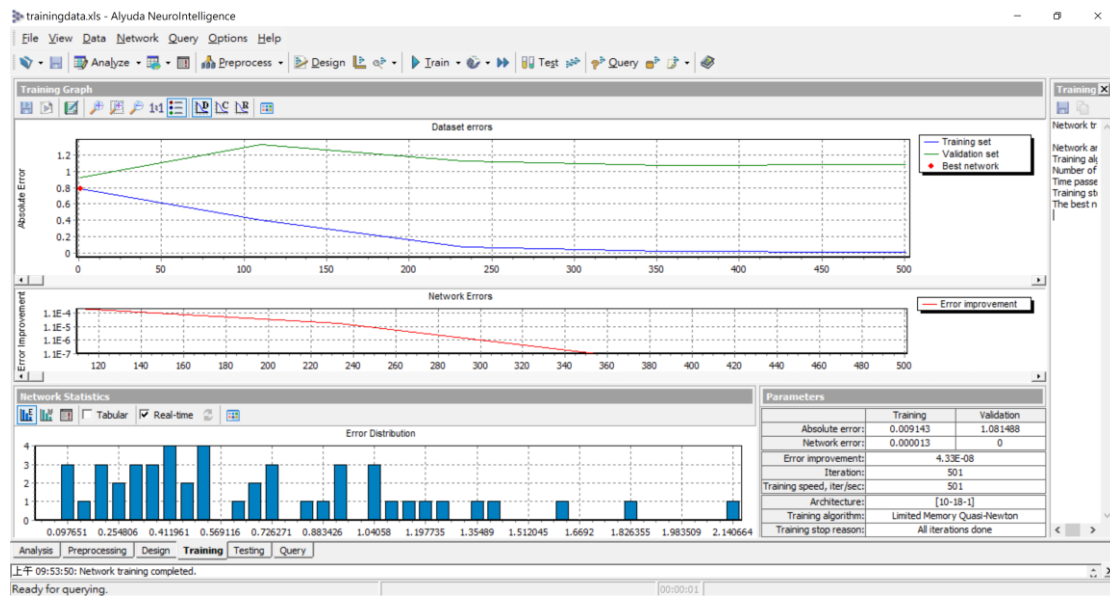 trainingdata.xls - Alyuda NeuroIntelligence
File View Data Network Query Options Help
Analyze Preprocess Design Train Test Query
Training Graph
1:1 D C R
Dataset errors
Absolute Error
1.2
1
0.8
0.6
0.4
0.2
0
0 50 100 150 200 250 300 350 400 450 500
Training set
Validation set
Best network
Network Errors
Error Improvement
1.1E-4
1.1E-5
1.1E-6
1.1E-7
120 140 160 180 200 220 240 260 280 300 320 340 360 380 400 420 440 460 480 500
Error improvement
Network Statistics
Tabular Real-time
Error Distribution
4
3
2
1
0
0.097651 0.254806 0.411961 0.569116 0.726271 0.883426 1.04058 1.197735 1.35489 1.512045 1.6692 1.826355 1.983509 2.140664
Parameters
Training Validation
Absolute error: 0.009143 1.081488
Network error: 0.000013 0
Error improvement: 4.33E-08
Iteration: 501
Training speed, iter/sec: 501
Architecture: [10-18-1]
Training algorithm: Limited Memory Quasi-Newton
Training stop reason: All iterations done
Training
Network tr
Network ar
Training alg
Number of
Time passe
Training sto
The best n
Analysis Preprocessing Design Training Testing Query
上午 09:53:50: Network training completed.
Ready for querying. 00:00:01